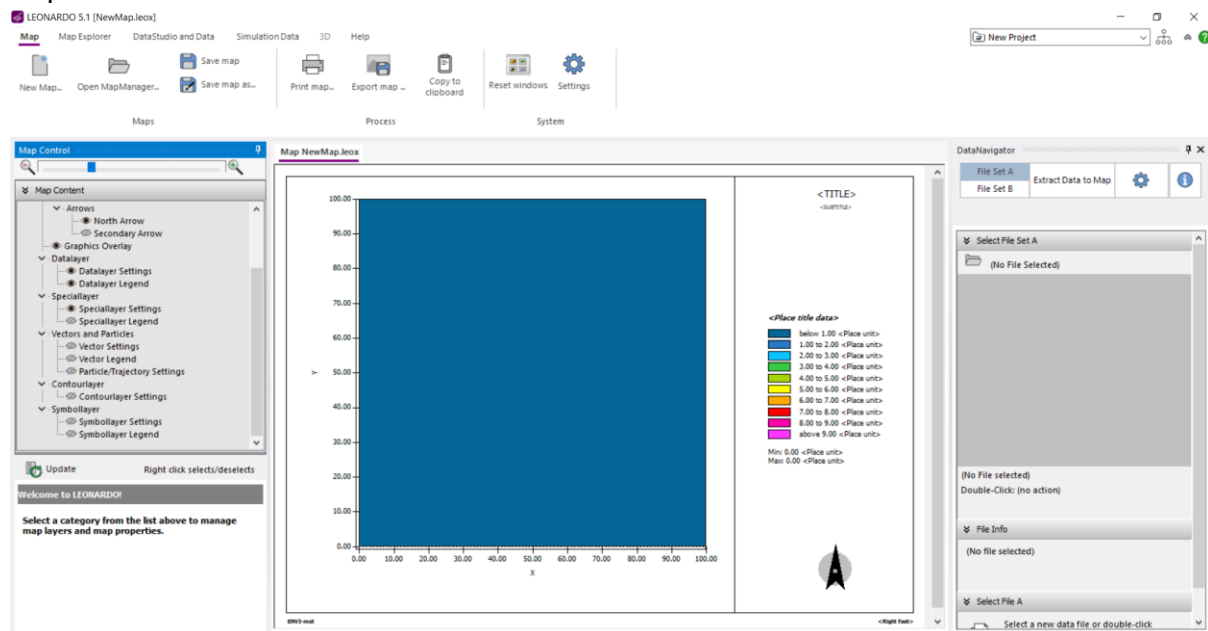 LEONARDO 5.1 [NewMap.leox]
Map Map Explorer DataStudio and Data Simulation Data 3D Help
New Project
New Map... Open MapManager... Save map Save map as...
Print map... Export map ... Copy to clipboard
Reset windows Settings
Maps Process System
Map Control
Map Content
Arrows
North Arrow
Secondary Arrow
Graphics Overlay
Datalayer
Datalayer Settings
Datalayer Legend
Speciallayer
Speciallayer Settings
Speciallayer Legend
Vectors and Particles
Vector Settings
Vector Legend
Particle/Trajectory Settings
Contourlayer
Contourlayer Settings
Symbollayer
Symbollayer Settings
Symbollayer Legend
Update Right click selects/deselects
Welcome to LEONARDO!
Select a category from the list above to manage
map layers and map properties.
Map NewMap.leox
100.00
90.00
80.00
70.00
60.00
50.00
40.00
30.00
20.00
10.00
0.00
Y
0.00 10.00 20.00 30.00 40.00 50.00 60.00 70.00 80.00 90.00 100.00
X
<TITLE>
<SUBTITLE>
<Place title data>
below 1.00 <Place unit>
1.00 to 2.00 <Place unit>
2.00 to 3.00 <Place unit>
3.00 to 4.00 <Place unit>
4.00 to 5.00 <Place unit>
5.00 to 6.00 <Place unit>
6.00 to 7.00 <Place unit>
7.00 to 8.00 <Place unit>
8.00 to 9.00 <Place unit>
above 9.00 <Place unit>
Min: 0.00 <Place unit>
Max: 0.00 <Place unit>
N
ENVI-met
<Right foot>
DataNavigator
File Set A
File Set B
Extract Data to Map
Select File Set A
(No File Selected)
(No File selected)
Double-Click: (no action)
File Info
(No file selected)
Select File A
Select a new data file or double-click